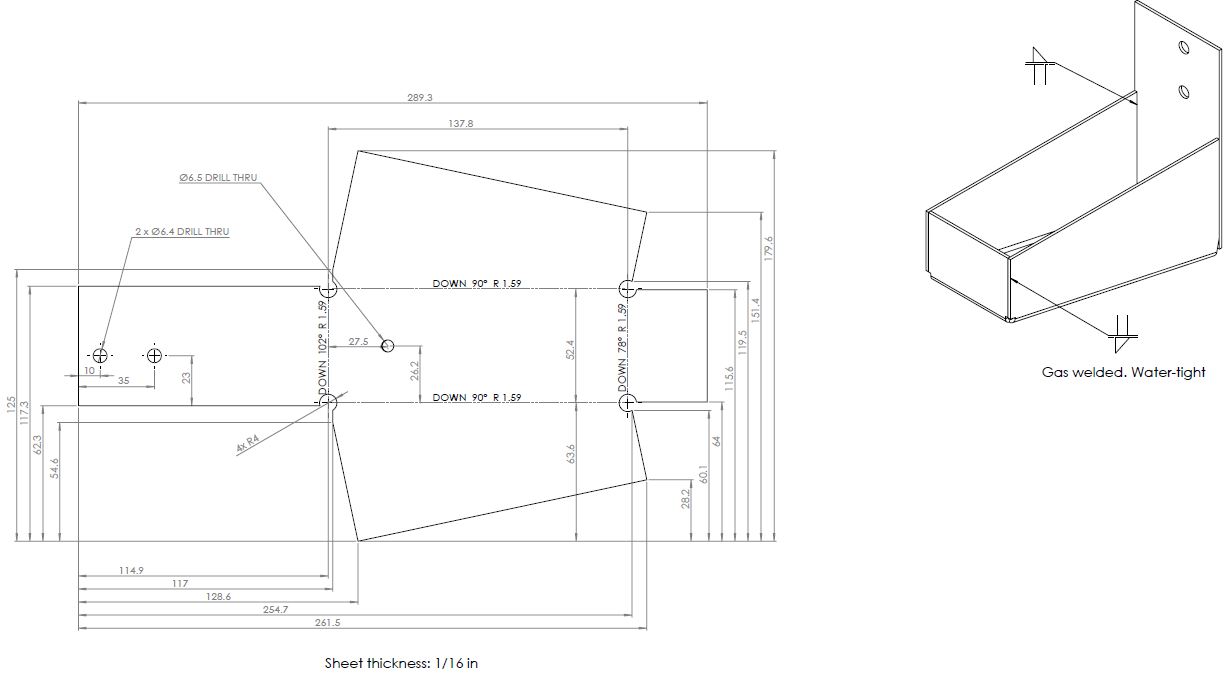 289.3
137.8
Ø6.5 DRILL THRU
2 x Ø6.4 DRILL THRU
DOWN 90° R 1.59
DOWN 102° R 1.59
DOWN 78° R 1.59
27.5
26.2
52.4
10
35
23
DOWN 90° R 1.59
4x R4
125
117.3
62.3
54.6
63.6
28.2
60.1
64
115.6
119.5
151.4
179.6
114.9
117
128.6
254.7
261.5
Sheet thickness: 1/16 in
Gas welded. Water-tight